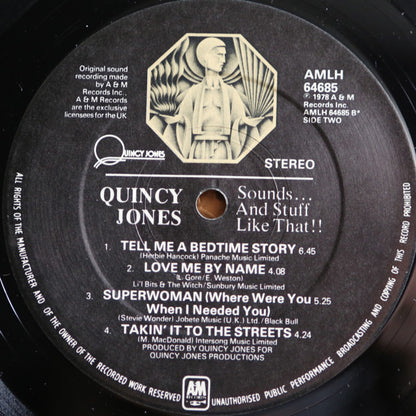 Original sound
recording made
by A & M
Records Inc.,
A & M Records
are the exclusive
licensees for the UK
AMLH
64685
℗ 1978 A & M
Records Inc.
AMLH 64685 B*
SIDE TWO
QUINCY JONES
STEREO
QUINCY
JONES
Sounds...
And Stuff
Like That!!
1. TELL ME A BEDTIME STORY 6.45
(Herbie Hancock) Panache Music Limited
2. LOVE ME BY NAME 4.08
(L. Gore/E. Weston)
Li'l Bits & The Witch/Sunbury Music Limited
3. SUPERWOMAN (Where Were You 5.25
When I Needed You)
(Stevie Wonder) Jobete Music (U.K.) Ltd./Black Bull
4. TAKIN' IT TO THE STREETS 4.24
(M. MacDonald) Intersong Music Limited
PRODUCED BY QUINCY JONES FOR
QUINCY JONES PRODUCTIONS
A&M
RECORDS
ALL RIGHTS OF THE MANUFACTURER AND OF THE OWNER OF THE RECORDED WORK RESERVED
UNAUTHORISED PUBLIC PERFORMANCE BROADCASTING AND COPYING OF THIS RECORD PROHIBITED